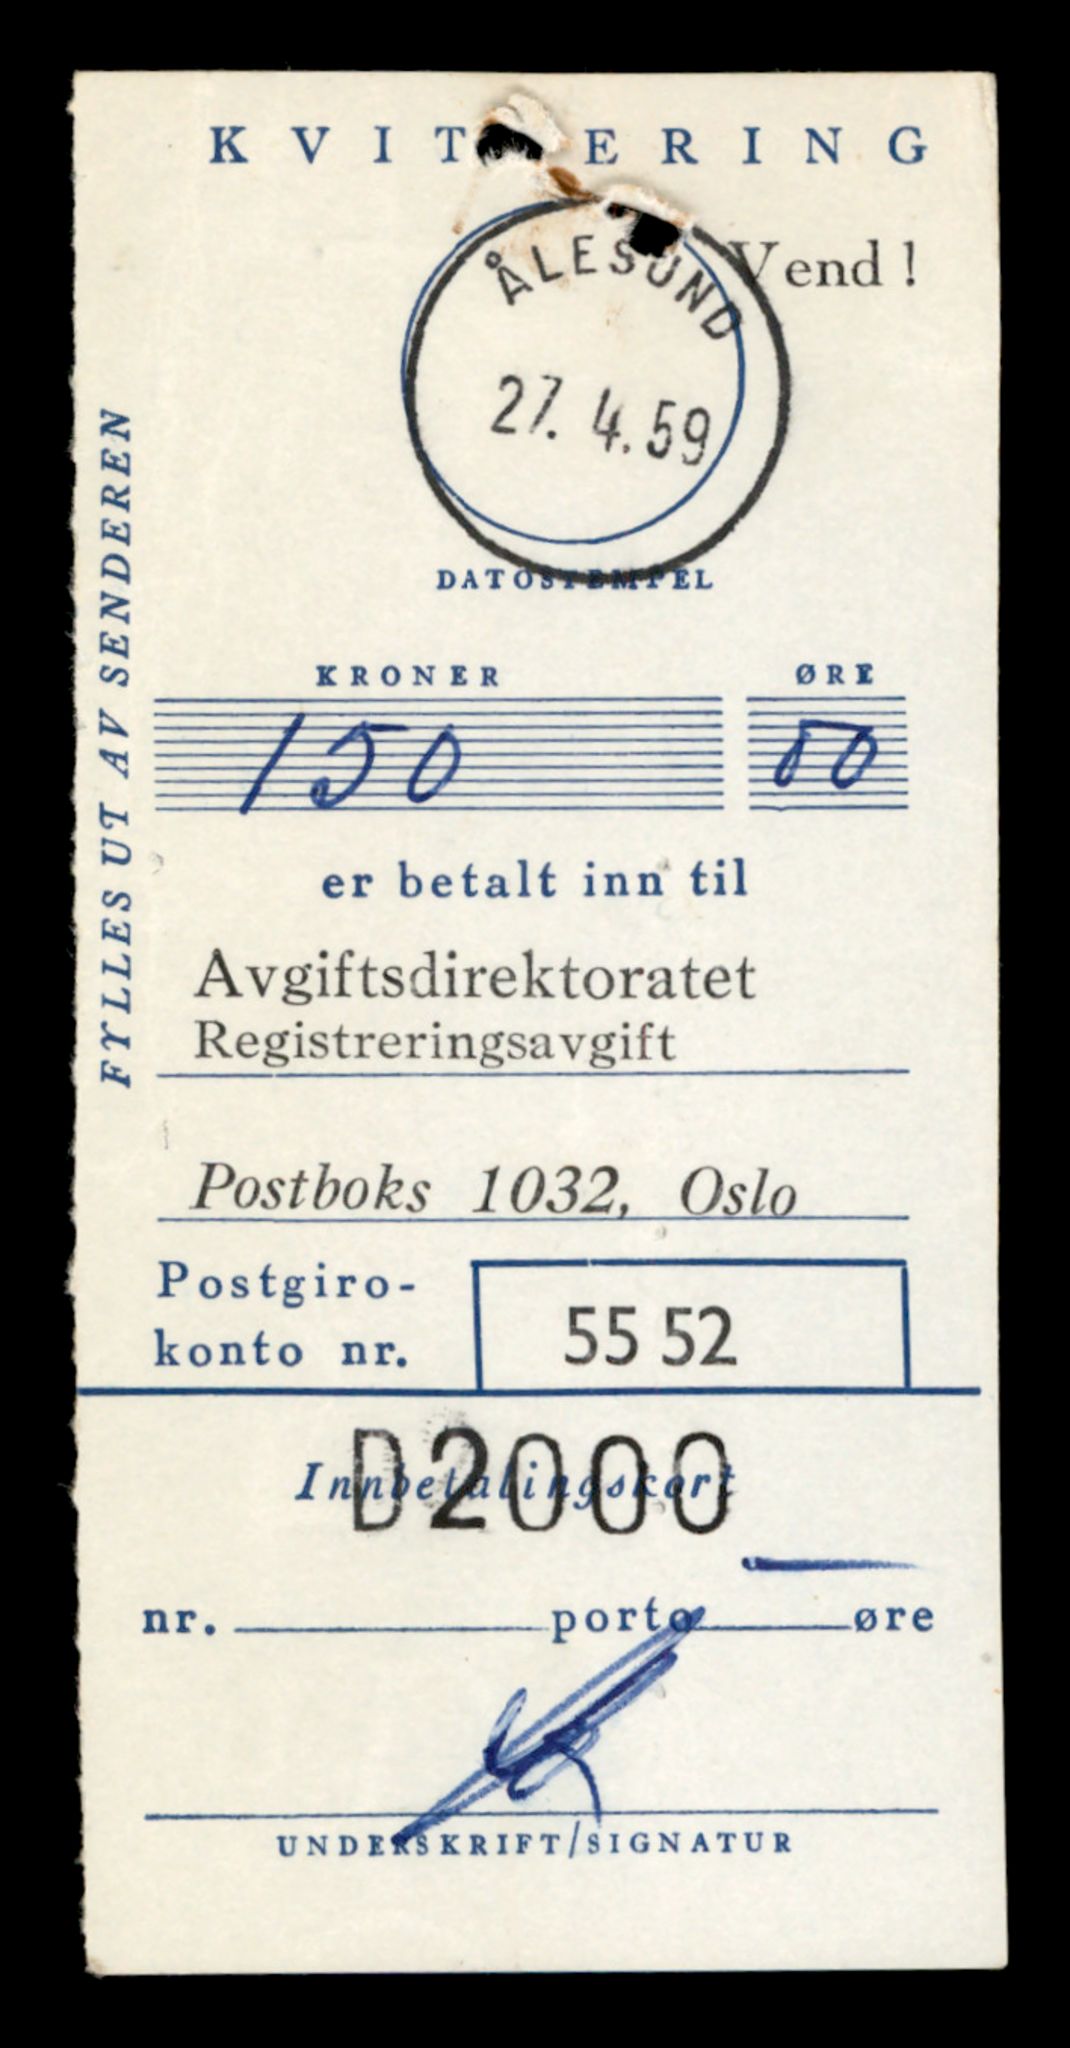 KVITTERING
Vend !
ÅLESUND
27. 4. 59
DATOSTEMPEL
FYLLES UT AV SENDEREN
KRONER ØRE
150 50
er betalt inn til
Avgiftsdirektoratet
Registreringsavgift
Postboks 1032, Oslo
Postgiro-
konto nr. 55 52
D2000
Innbetalingskort
nr. porto øre
UNDERSKRIFT/SIGNATUR